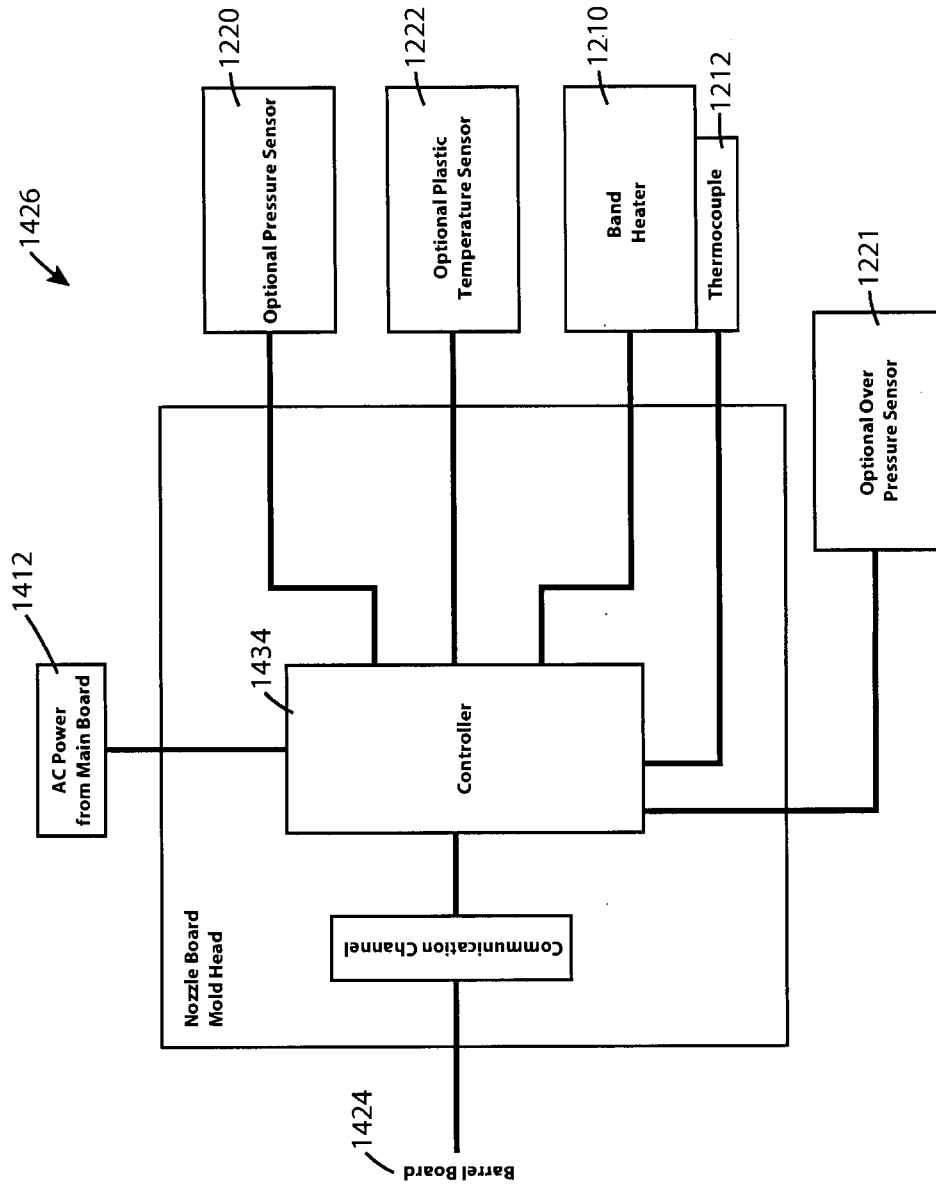 1426
1412
AC Power
from Main Board
1220
Optional Pressure Sensor
1222
Optional Plastic
Temperature Sensor
1210
Band
Heater
1212
Thermocouple
1221
Optional Over
Pressure Sensor
1434
Controller
Nozzle Board
Mold Head
Communication Channel
1424
Barrel Board